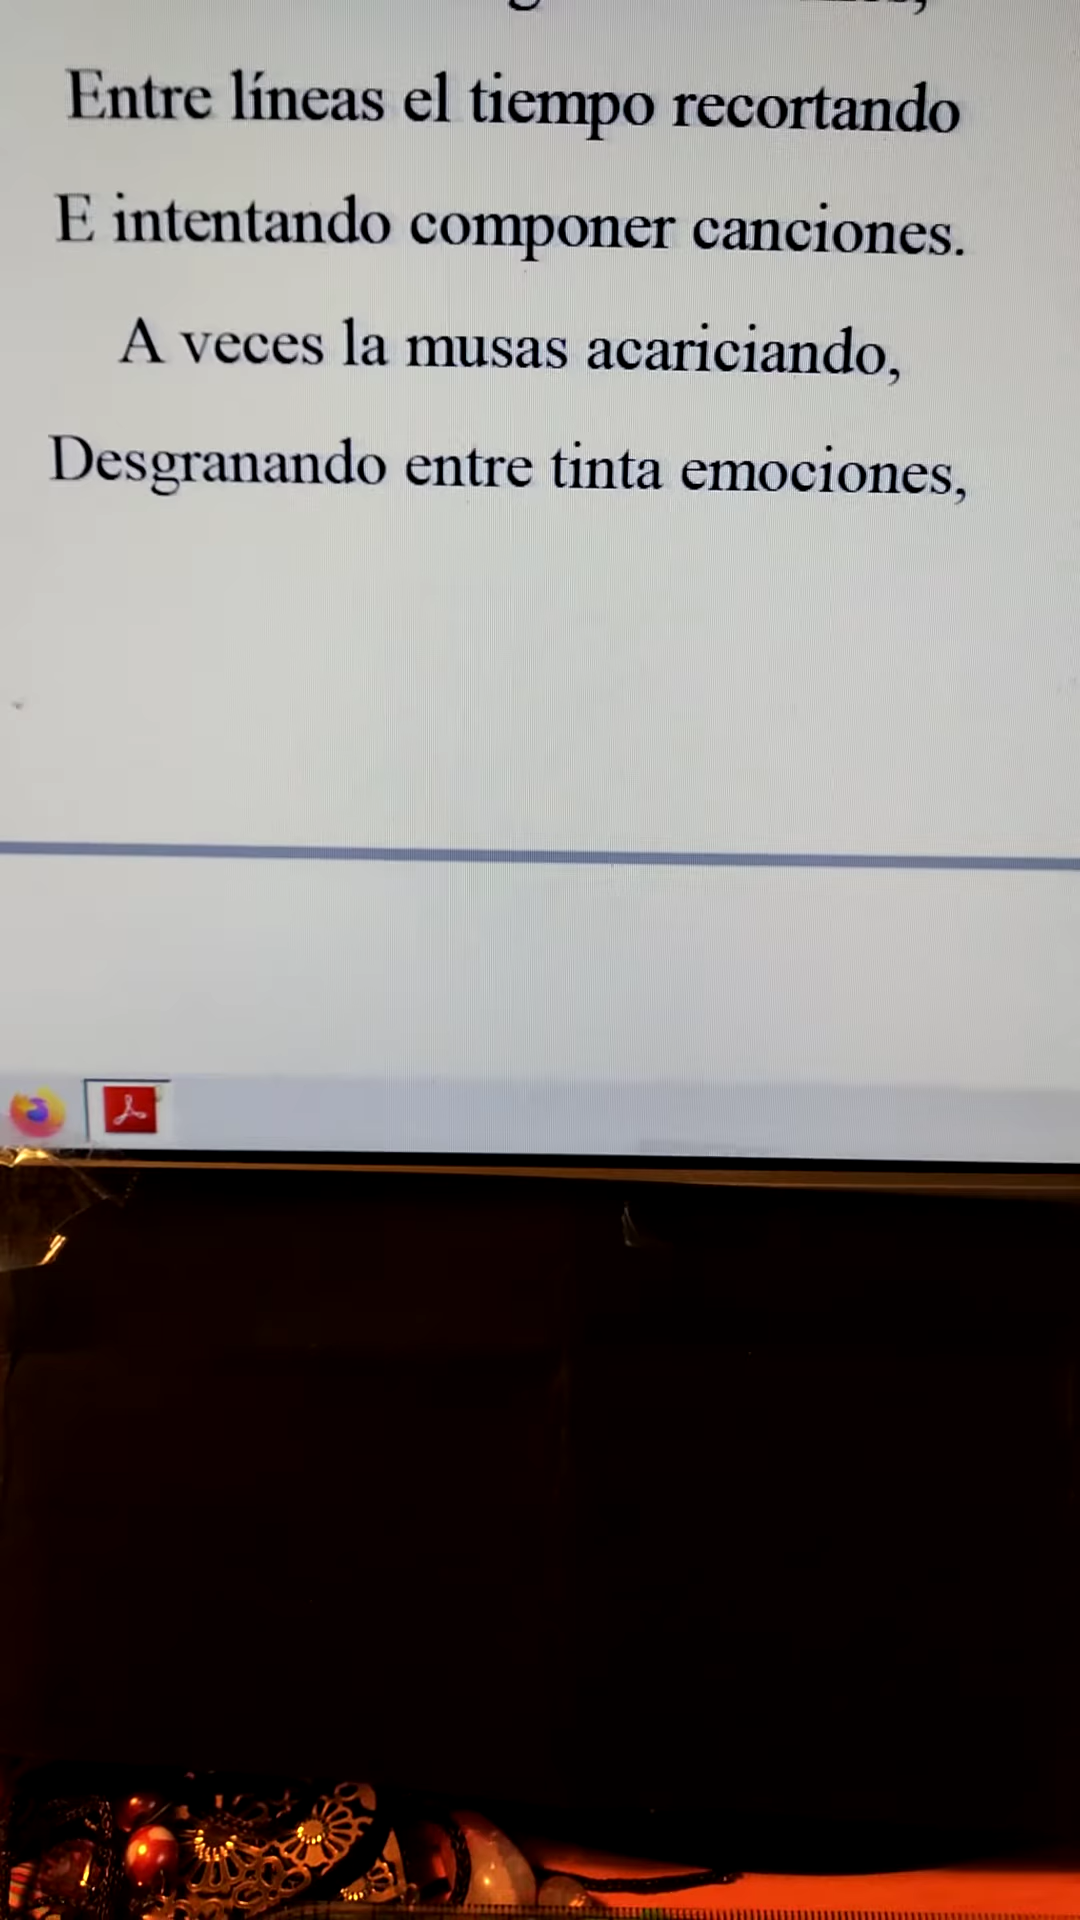 Entre líneas el tiempo recortando
E intentando componer canciones.
A veces la musas acariciando,
Desgranando entre tinta emociones,